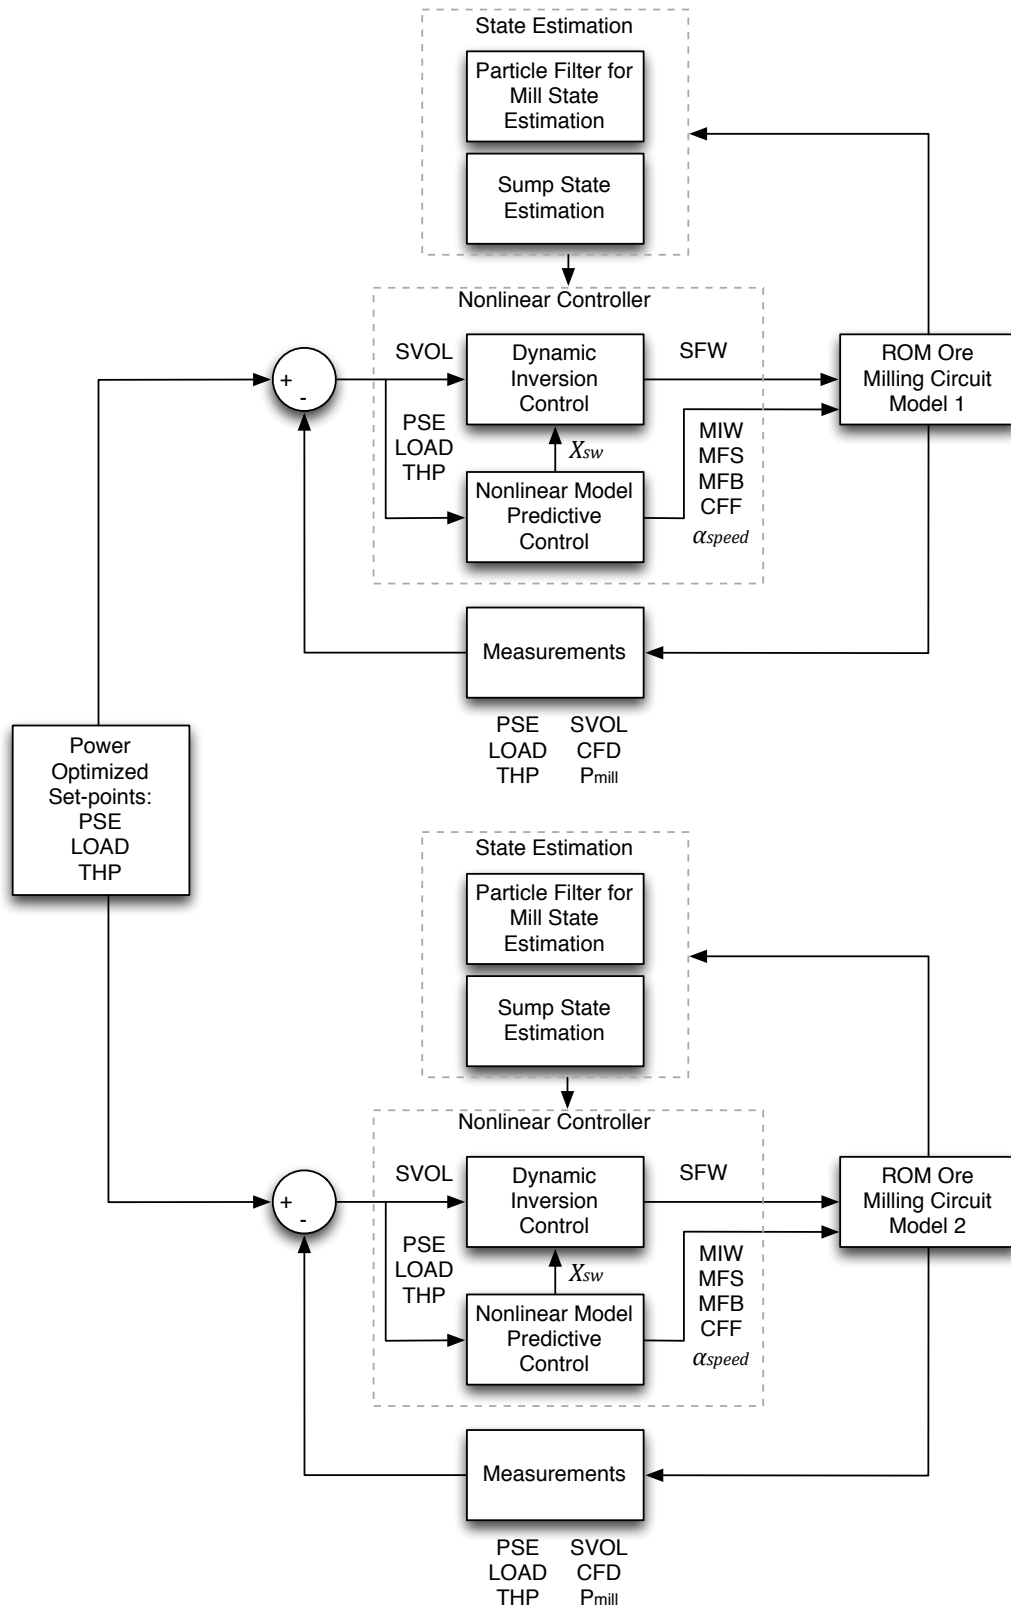 State Estimation
Particle Filter for
Mill State
Estimation
Sump State
Estimation
Nonlinear Controller
SVOL
Dynamic
Inversion
Control
SFW
ROM Ore
Milling Circuit
Model 1
+
-
PSE
LOAD
THP
Xsw
Nonlinear Model
Predictive
Control
MIW
MFS
MFB
CFF
αspeed
Measurements
PSE SVOL
LOAD CFD
THP Pmill
Power
Optimized
Set-points:
PSE
LOAD
THP
State Estimation
Particle Filter for
Mill State
Estimation
Sump State
Estimation
Nonlinear Controller
SVOL
Dynamic
Inversion
Control
SFW
ROM Ore
Milling Circuit
Model 2
+
-
PSE
LOAD
THP
Xsw
Nonlinear Model
Predictive
Control
MIW
MFS
MFB
CFF
αspeed
Measurements
PSE SVOL
LOAD CFD
THP Pmill